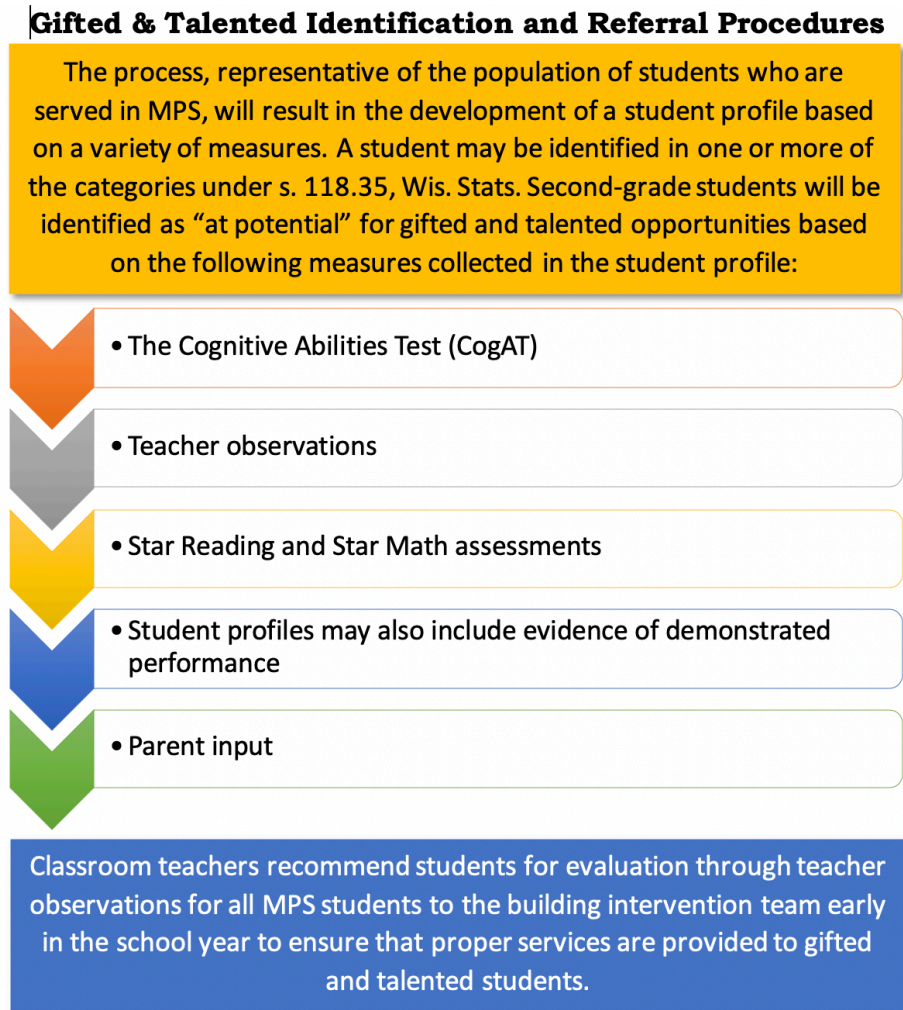 Gifted & Talented Identification and Referral Procedures
The process, representative of the population of students who are
served in MPS, will result in the development of a student profile based
on a variety of measures. A student may be identified in one or more of
the categories under s. 118.35, Wis. Stats. Second-grade students will be
identified as “at potential” for gifted and talented opportunities based
on the following measures collected in the student profile:
• The Cognitive Abilities Test (CogAT)
• Teacher observations
• Star Reading and Star Math assessments
• Student profiles may also include evidence of demonstrated
performance
• Parent input
Classroom teachers recommend students for evaluation through teacher
observations for all MPS students to the building intervention team early
in the school year to ensure that proper services are provided to gifted
and talented students.